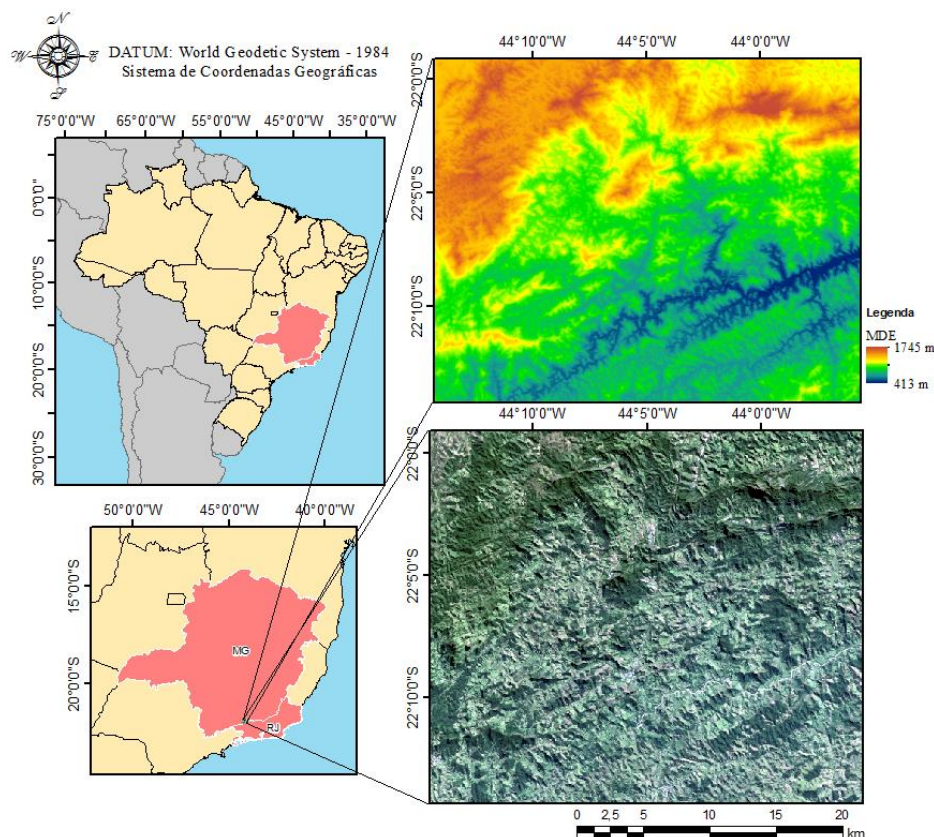 N
E
S
DATUM: World Geodetic System - 1984
Sistema de Coordenadas Geográficas
75°0'0"W 65°0'0"W 55°0'0"W 45°0'0"W 35°0'0"W
0°0'0"
10°0'0"S
20°0'0"S
30°0'0"S
44°10'0"W 44°5'0"W 44°0'0"W
22°0'0"S
22°5'0"S
22°10'0"S
Legenda
MDE
1745 m
413 m
50°0'0"W 45°0'0"W 40°0'0"W
15°0'0"S
20°0'0"S
MG
RJ
44°10'0"W 44°5'0"W 44°0'0"W
22°0'0"S
22°5'0"S
22°10'0"S
0 2,5 5 10 15 20
km